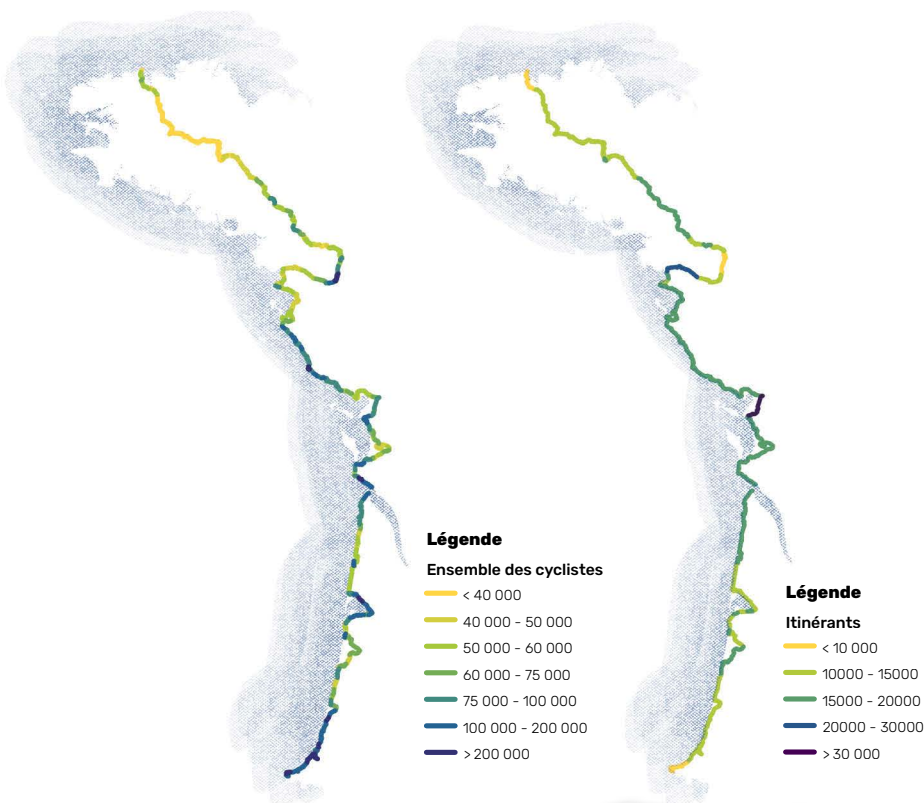 Légende
Ensemble des cyclistes
< 40 000
40 000 - 50 000
50 000 - 60 000
60 000 - 75 000
75 000 - 100 000
100 000 - 200 000
> 200 000
Légende
Itinérants
< 10 000
10000 - 15000
15000 - 20000
20000 - 30000
> 30 000